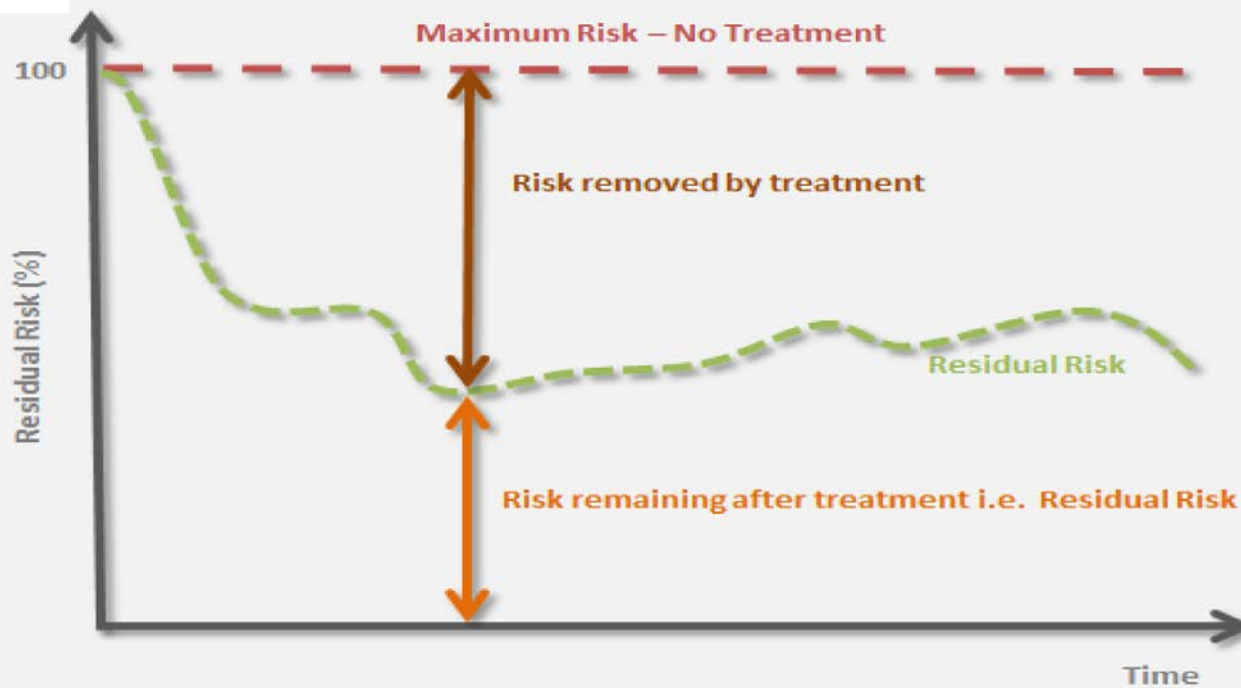 Maximum Risk – No Treatment
100
Risk removed by treatment
Residual Risk (%)
Residual Risk
Risk remaining after treatment i.e. Residual Risk
Time